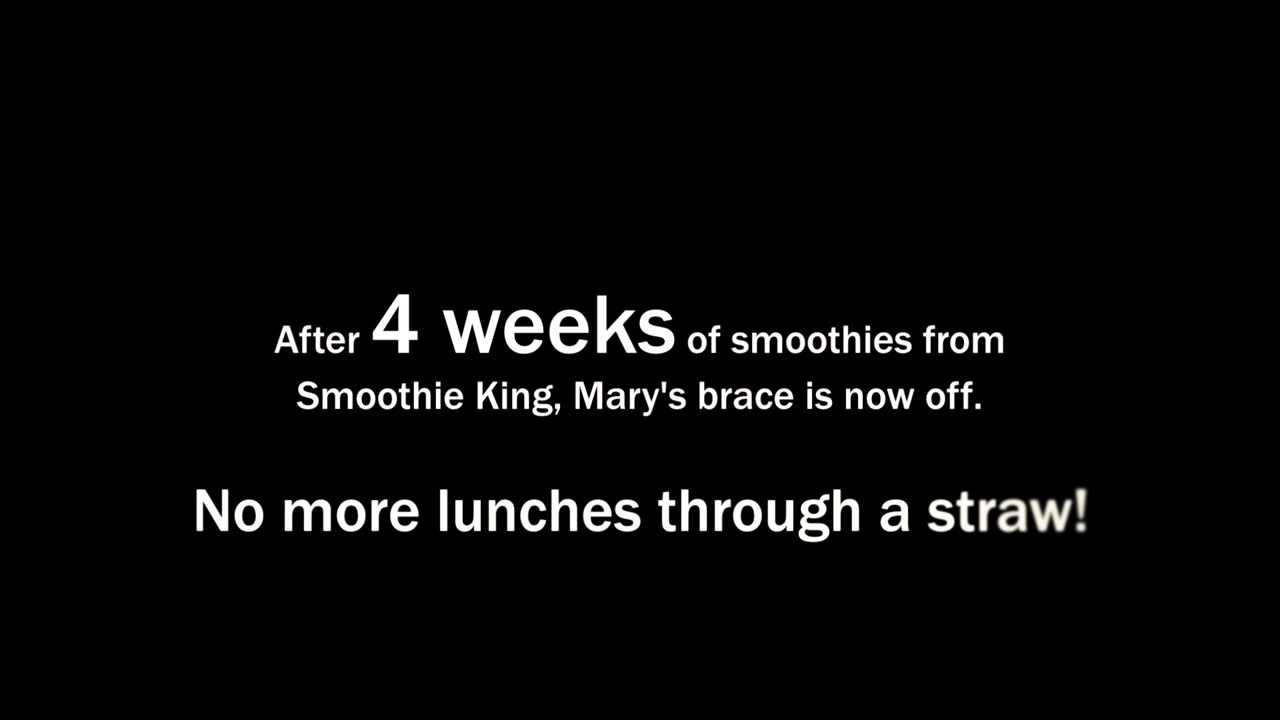 After 4 weeks of smoothies from
Smoothie King, Mary's brace is now off.
No more lunches through a straw!